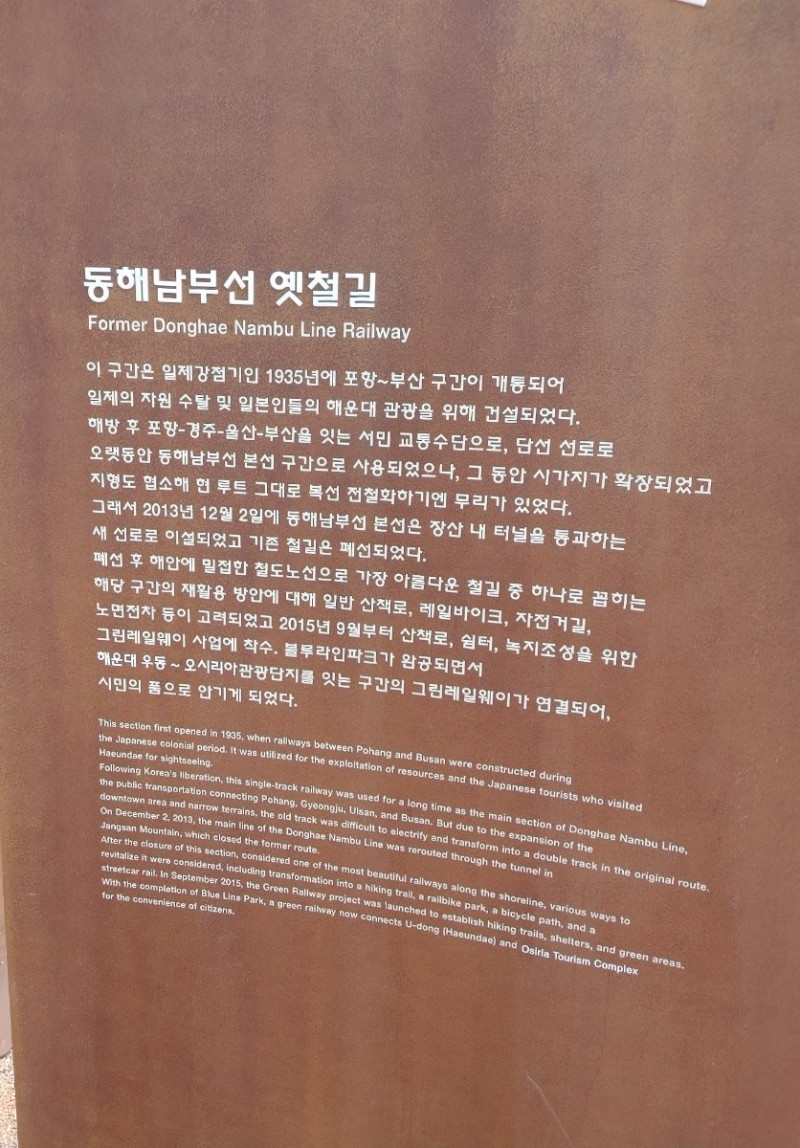 동해남부선 옛철길
Former Donghae Nambu Line Railway
이 구간은 일제강점기인 1935년에 포항~부산 구간이 개통되어
일제의 자원 수탈 및 일본인들의 해운대 관광을 위해 건설되었다.
해방 후 포항-경주-울산-부산을 잇는 서민 교통수단으로, 단선 선로로
오랫동안 동해남부선 본선 구간으로 사용되었으나, 그 동안 시가지가 확장되었고
지형도 협소해 현 루트 그대로 복선 전철화하기엔 무리가 있었다.
그래서 2013년 12월 2일에 동해남부선 본선은 장산 내 터널을 통과하는
새 선로로 이설되었고 기존 철길은 폐선되었다.
폐선 후 해안에 밀접한 철도노선으로 가장 아름다운 철길 중 하나로 꼽히는
해당 구간의 재활용 방안에 대해 일반 산책로, 레일바이크, 자전거길,
노면전차 등이 고려되었고 2015년 9월부터 산책로, 쉼터, 녹지조성을 위한
그린레일웨이 사업에 착수. 블루라인파크가 완공되면서
해운대 우동 ~ 오시리아관광단지를 잇는 구간의 그린레일웨이가 연결되어,
시민의 품으로 안기게 되었다.
This section first opened in 1935, when railways between Pohang and Busan were constructed during
the Japanese colonial period. It was utilized for the exploitation of resources and the Japanese tourists who visited
Haeundae for sightseeing.
Following Korea's liberation, this single-track railway was used for a long time as the main section of Donghae Nambu Line,
the public transportation connecting Pohang, Gyeongju, Ulsan, and Busan. But due to the expansion of the
downtown area and narrow terrains, the old track was difficult to electrify and transform into a double track in the original route.
On December 2, 2013, the main line of the Donghae Nambu Line was rerouted through the tunnel in
Jangsan Mountain, which closed the former route.
After the closure of this section, considered one of the most beautiful railways along the shoreline, various ways to
revitalize it were considered, including transformation into a hiking trail, a railbike park, a bicycle path, and a
streetcar rail. In September 2015, the Green Railway project was launched to establish hiking trails, shelters, and green areas.
With the completion of Blue Line Park, a green railway now connects U-dong (Haeundae) and Osiria Tourism Complex
for the convenience of citizens.